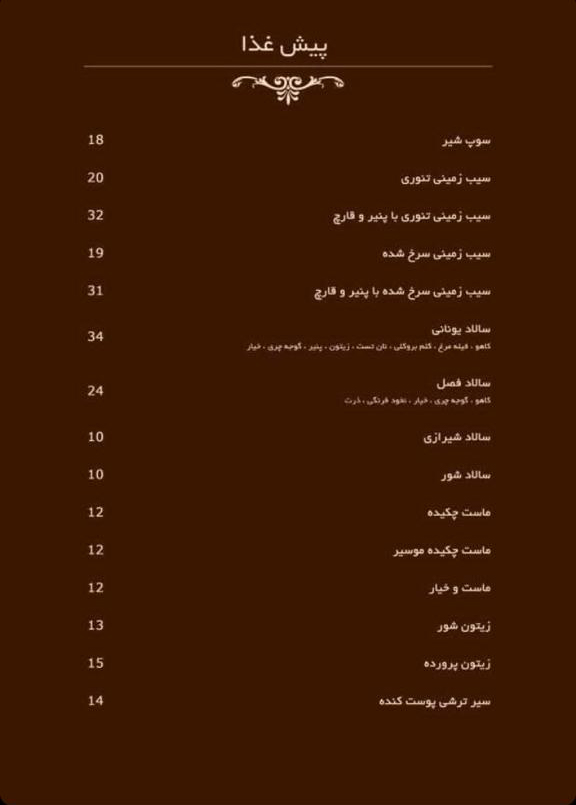 پیش غذا
سوپ شیر 18
سیب زمینی تنوری 20
سیب زمینی تنوری با پنیر و قارچ 32
سیب زمینی سرخ شده 19
سیب زمینی سرخ شده با پنیر و قارچ 31
سالاد یونانی 34
کاهو ، فیله مرغ ، کلم بروکلی ، نان تست ، زیتون ، پنیر ، گوجه چری ، خیار
سالاد فصل 24
کاهو ، گوجه چری ، خیار ، نخود فرنگی ، ذرت
سالاد شیرازی 10
سالاد شور 10
ماست چکیده 12
ماست چکیده موسیر 12
ماست و خیار 12
زیتون شور 13
زیتون پرورده 15
سیر ترشی پوست کنده 14